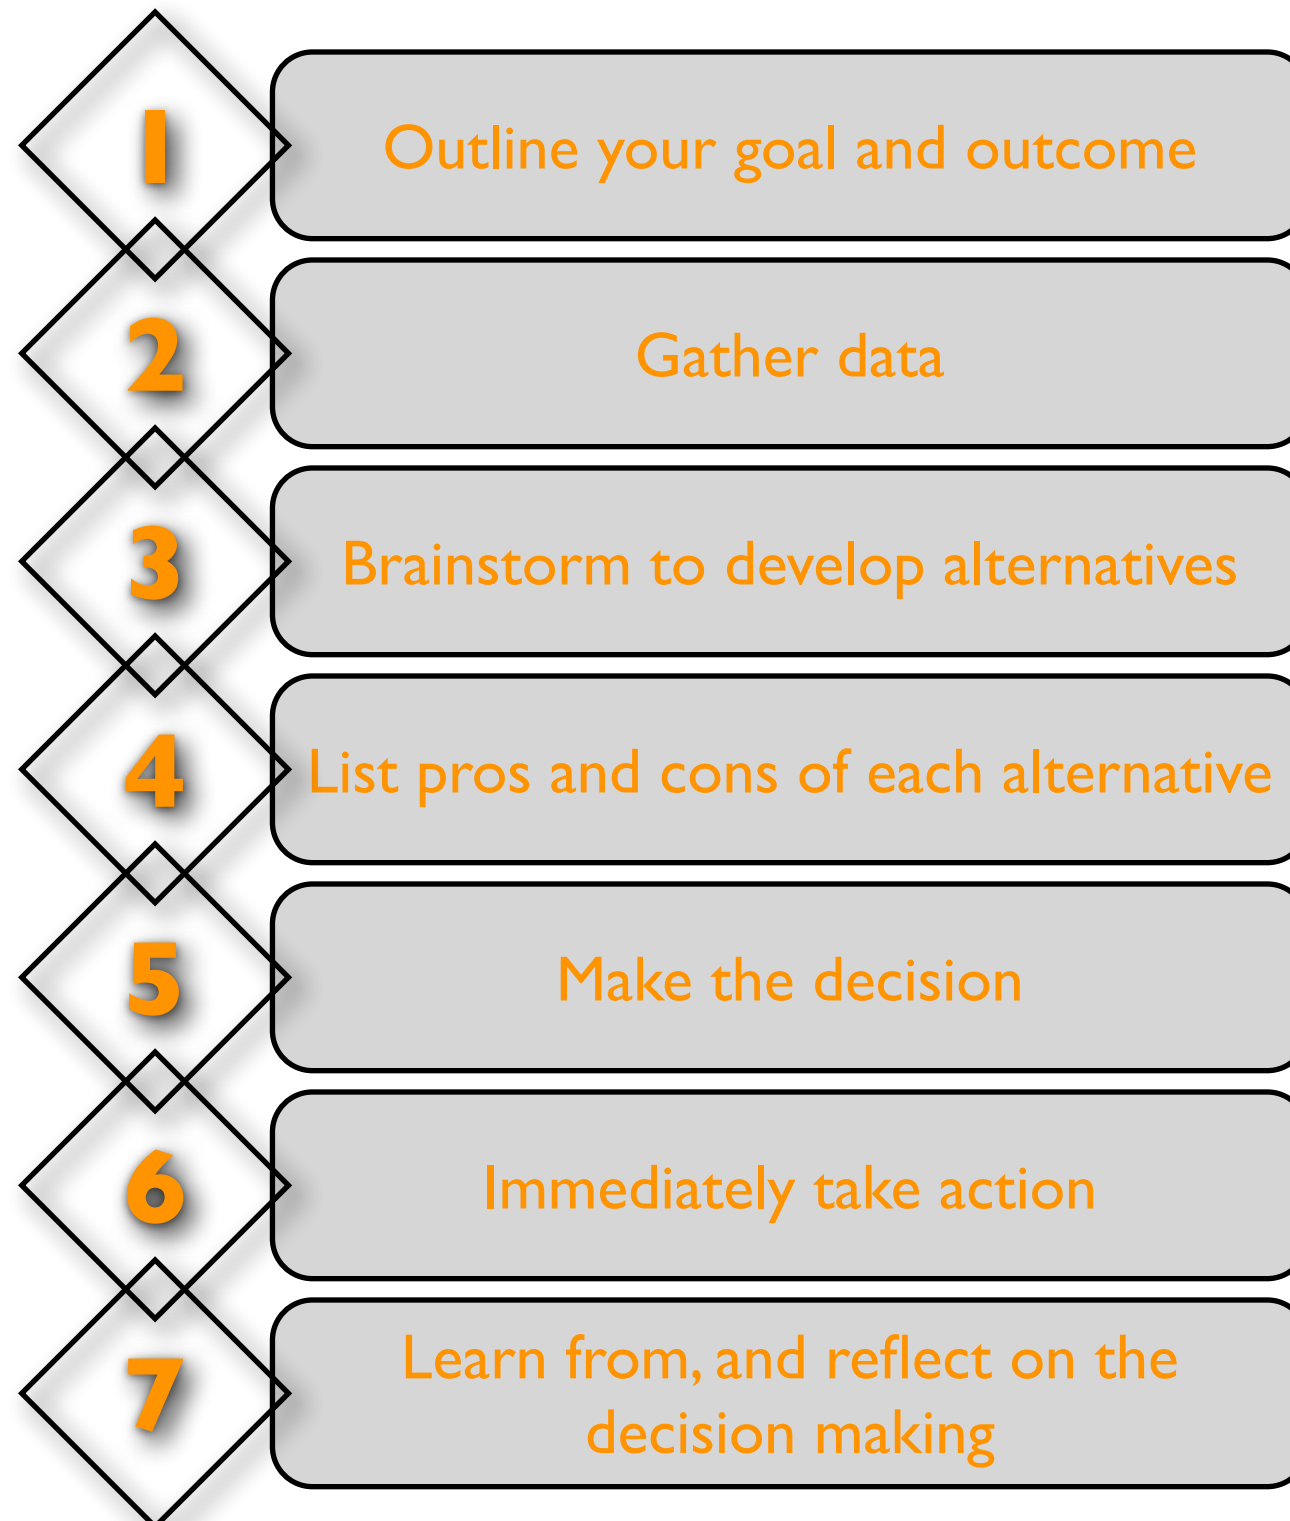 1
Outline your goal and outcome
2
Gather data
3
Brainstorm to develop alternatives
4
List pros and cons of each alternative
5
Make the decision
6
Immediately take action
7
Learn from, and reflect on the
decision making